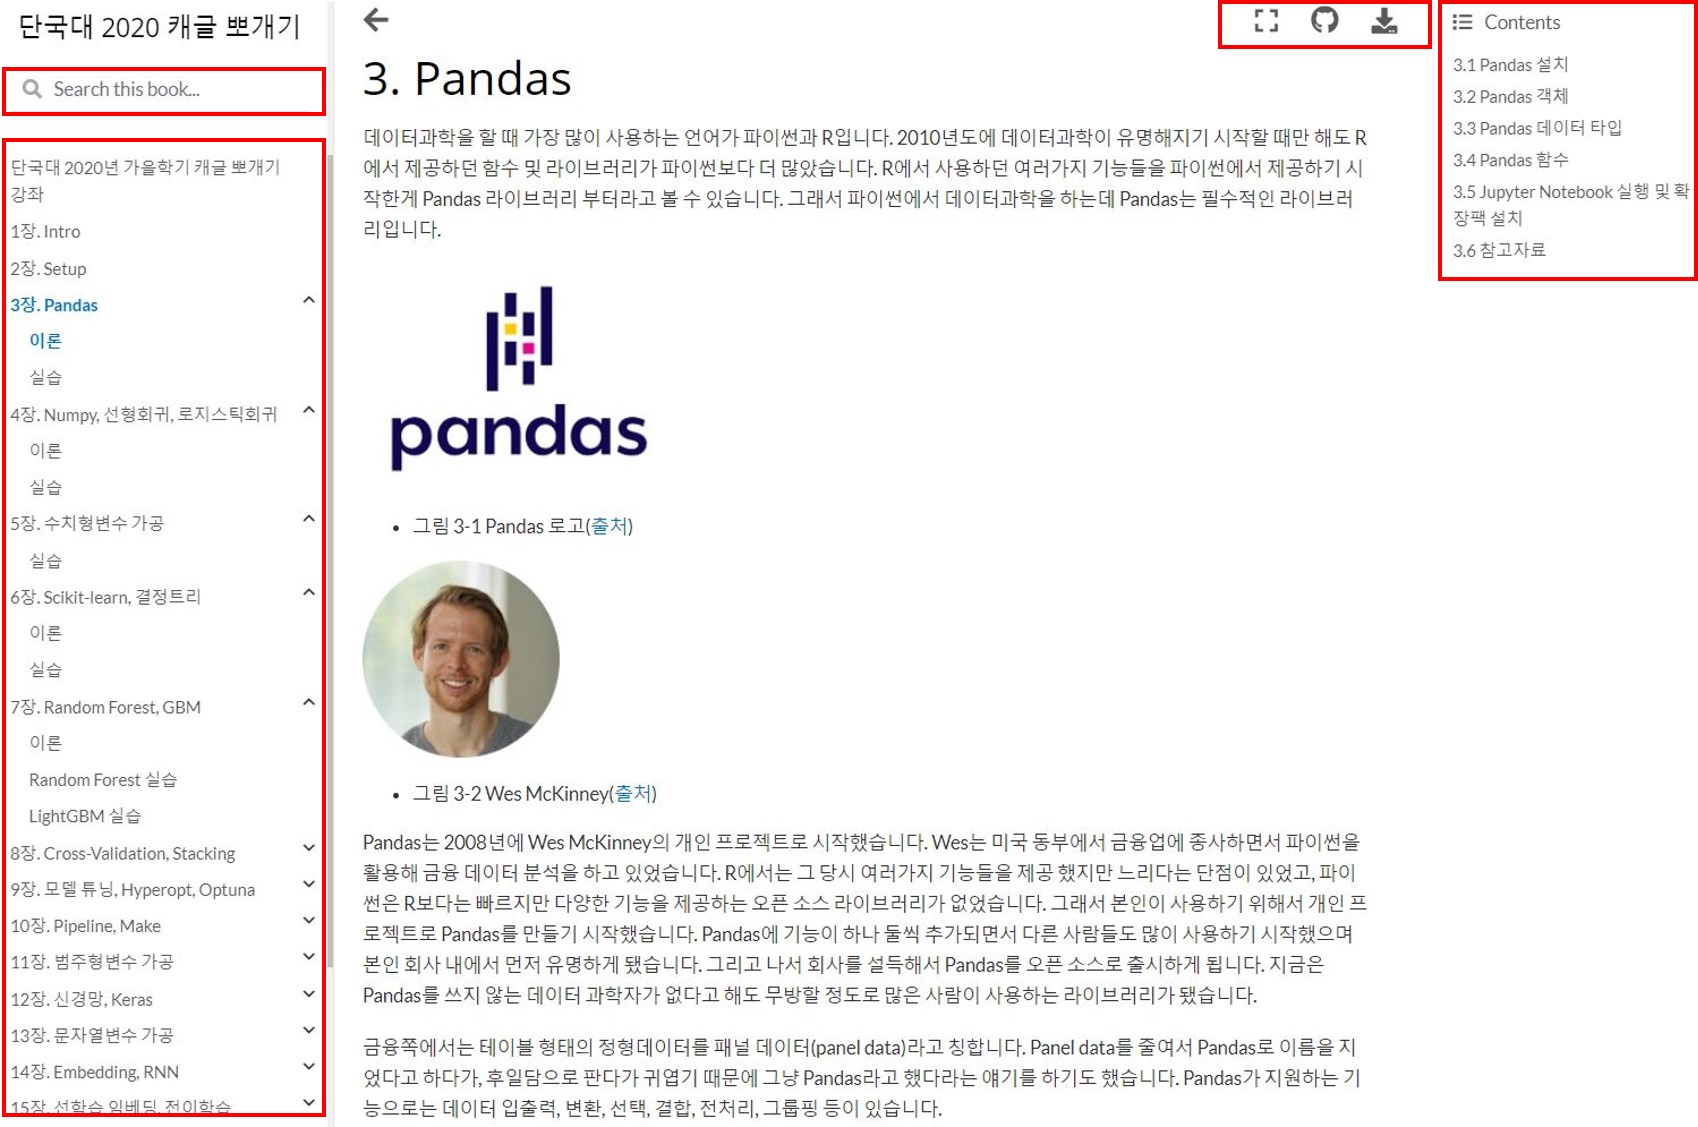 단국대 2020 캐글 뽀개기
Search this book...
단국대 2020년 가을학기 캐글 뽀개기
강좌
1장. Intro
2장. Setup
3장. Pandas
이론
실습
4장. Numpy, 선형회귀, 로지스틱회귀
이론
실습
5장. 수치형변수 가공
실습
6장. Scikit-learn, 결정트리
이론
실습
7장. Random Forest, GBM
이론
Random Forest 실습
LightGBM 실습
8장. Cross-Validation, Stacking
9장. 모델 튜닝, Hyperopt, Optuna
10장. Pipeline, Make
11장. 범주형변수 가공
12장. 신경망, Keras
13장. 문자열변수 가공
14장. Embedding, RNN
15장. 선학습 임베딩, 전이학습
3. Pandas
데이터과학을 할 때 가장 많이 사용하는 언어가 파이썬과 R입니다. 2010년도에 데이터과학이 유명해지기 시작할 때만 해도 R
에서 제공하던 함수 및 라이브러리가 파이썬보다 더 많았습니다. R에서 사용하던 여러가지 기능들을 파이썬에서 제공하기 시
작한게 Pandas 라이브러리 부터라고 볼 수 있습니다. 그래서 파이썬에서 데이터과학을 하는데 Pandas는 필수적인 라이브러
리입니다.
pandas
• 그림 3-1 Pandas 로고(출처)
• 그림 3-2 Wes McKinney(출처)
Pandas는 2008년에 Wes McKinney의 개인 프로젝트로 시작했습니다. Wes는 미국 동부에서 금융업에 종사하면서 파이썬을
활용해 금융 데이터 분석을 하고 있었습니다. R에서는 그 당시 여러가지 기능들을 제공 했지만 느리다는 단점이 있었고, 파이
썬은 R보다는 빠르지만 다양한 기능을 제공하는 오픈 소스 라이브러리가 없었습니다. 그래서 본인이 사용하기 위해서 개인 프
로젝트로 Pandas를 만들기 시작했습니다. Pandas에 기능이 하나 둘씩 추가되면서 다른 사람들도 많이 사용하기 시작했으며
본인 회사 내에서 먼저 유명하게 됐습니다. 그리고 나서 회사를 설득해서 Pandas를 오픈 소스로 출시하게 됩니다. 지금은
Pandas를 쓰지 않는 데이터 과학자가 없다고 해도 무방할 정도로 많은 사람이 사용하는 라이브러리가 됐습니다.
금융쪽에서는 테이블 형태의 정형데이터를 패널 데이터(panel data)라고 칭합니다. Panel data를 줄여서 Pandas로 이름을 지
었다고 하다가, 후일담으로 판다가 귀엽기 때문에 그냥 Pandas라고 했다라는 얘기를 하기도 했습니다. Pandas가 지원하는 기
능으로는 데이터 입출력, 변환, 선택, 결합, 전처리, 그룹핑 등이 있습니다.
Contents
3.1 Pandas 설치
3.2 Pandas 객체
3.3 Pandas 데이터 타입
3.4 Pandas 함수
3.5 Jupyter Notebook 실행 및 확
장팩 설치
3.6 참고자료